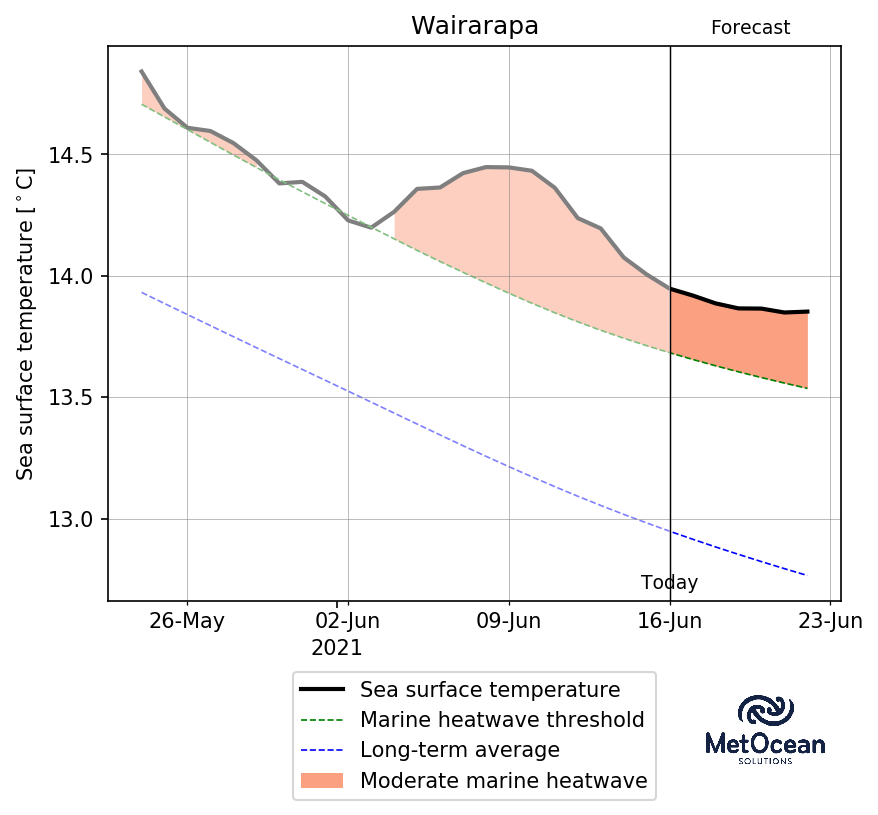 Wairarapa
Forecast
Sea surface temperature [°C]
14.5
14.0
13.5
13.0
Today
26-May 02-Jun 09-Jun 16-Jun 23-Jun
2021
Sea surface temperature
Marine heatwave threshold
Long-term average
Moderate marine heatwave
MetOcean
SOLUTIONS